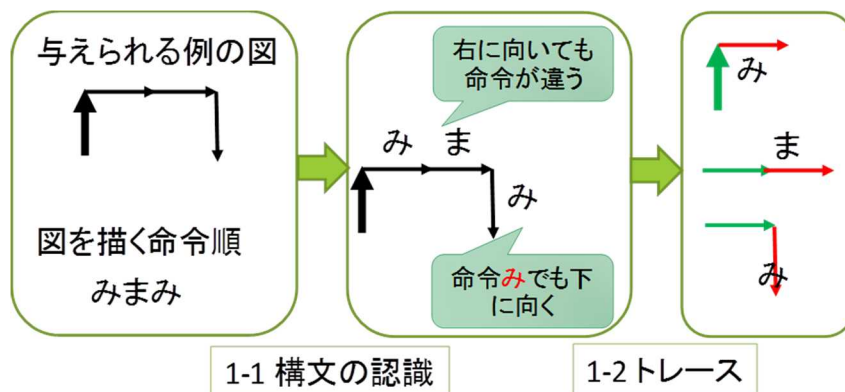 与えられる例の図
図を描く命令順
みまみ
右に向いても
命令が違う
み ま
み
命令みでも下
に向く
み
ま
み
1-1 構文の認識
1-2 トレース